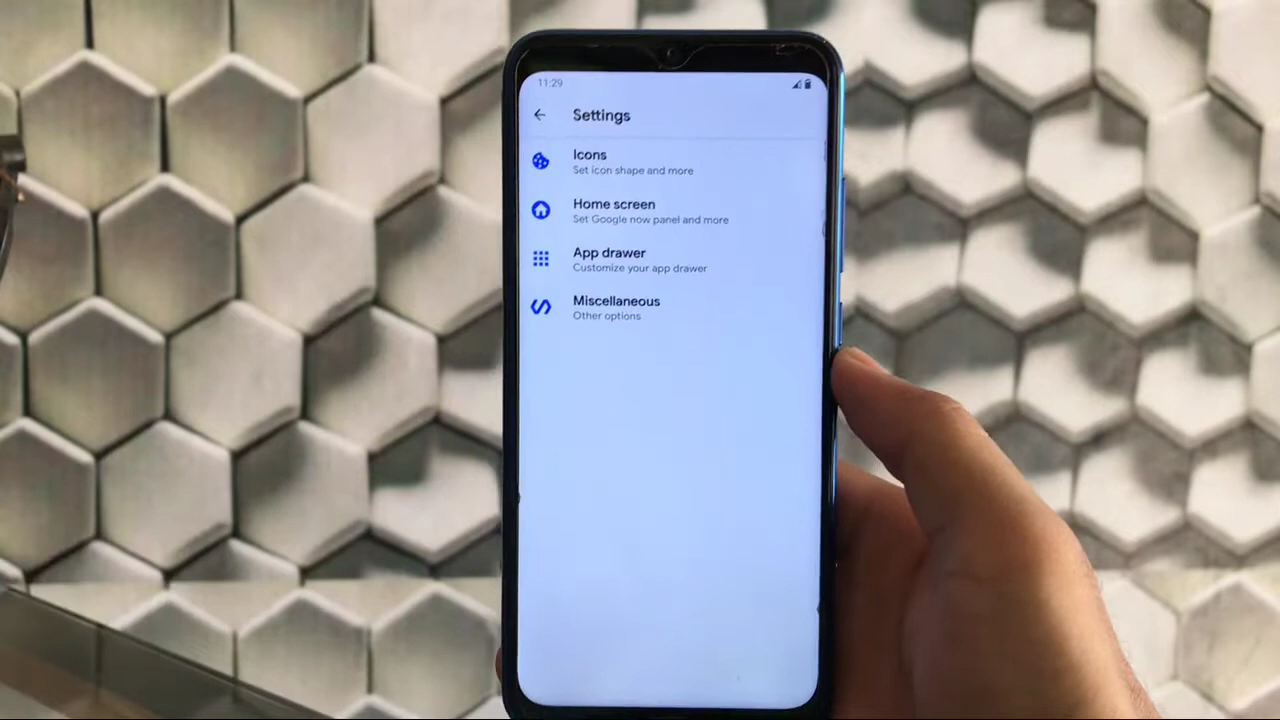 11:29
Settings
Icons
Set icon shape and more
Home screen
Set Google now panel and more
App drawer
Customize your app drawer
Miscellaneous
Other options